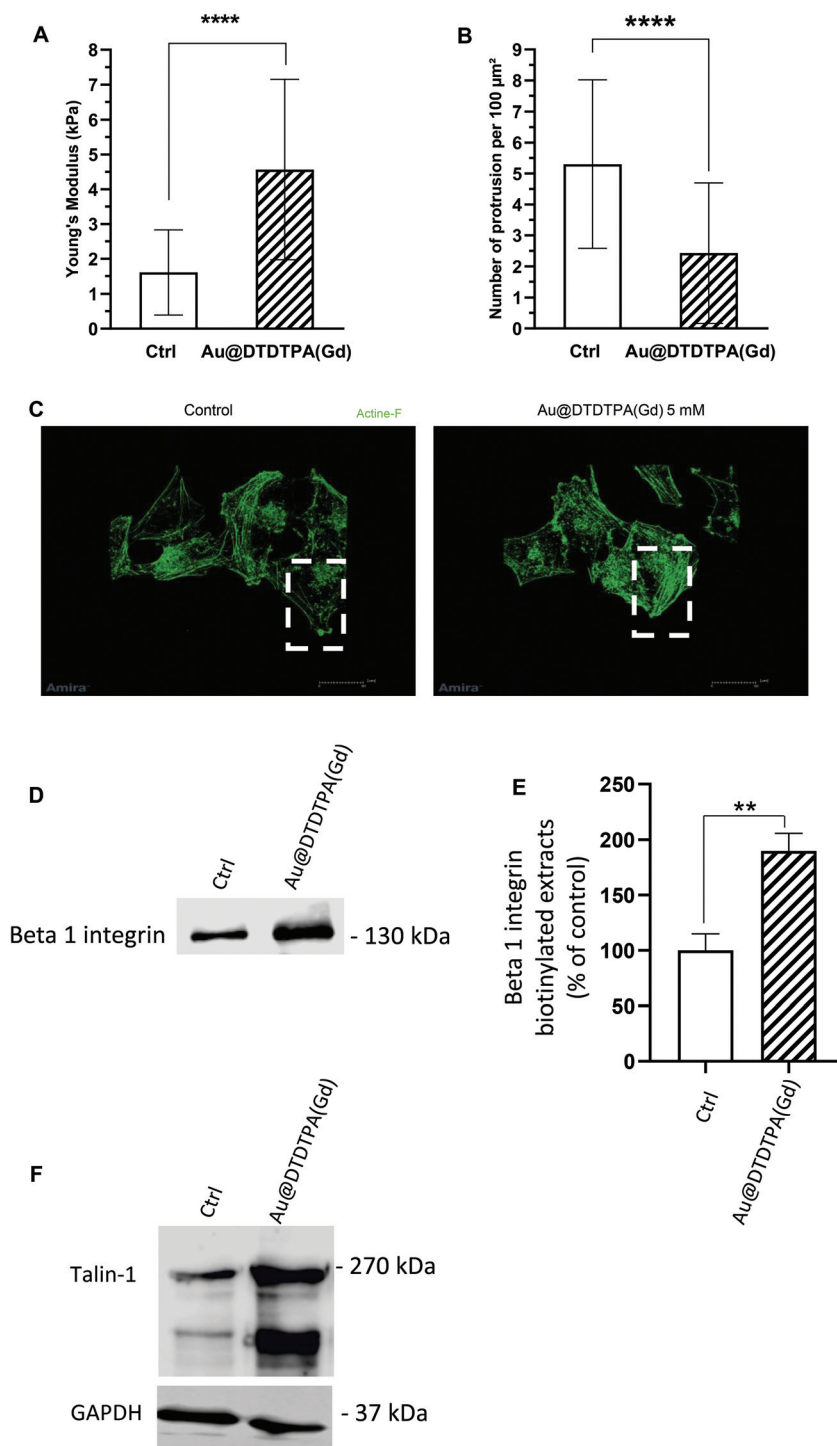 A
****
Young's Modulus (kPa)
8
7
6
5
4
3
2
1
0
Ctrl Au@DTDTPA(Gd)
B
****
Number of protrusion per 100 µm²
9
8
7
6
5
4
3
2
1
0
Ctrl Au@DTDTPA(Gd)
C
Control
Actine-F
Au@DTDTPA(Gd) 5 mM
Amira
Amira
D
Ctrl
Au@DTDTPA(Gd)
Beta 1 integrin
- 130 kDa
E
**
Beta 1 integrin
biotinylated extracts
(% of control)
250
200
150
100
50
0
Ctrl
Au@DTDTPA(Gd)
F
Ctrl
Au@DTDTPA(Gd)
Talin-1
- 270 kDa
GAPDH
- 37 kDa